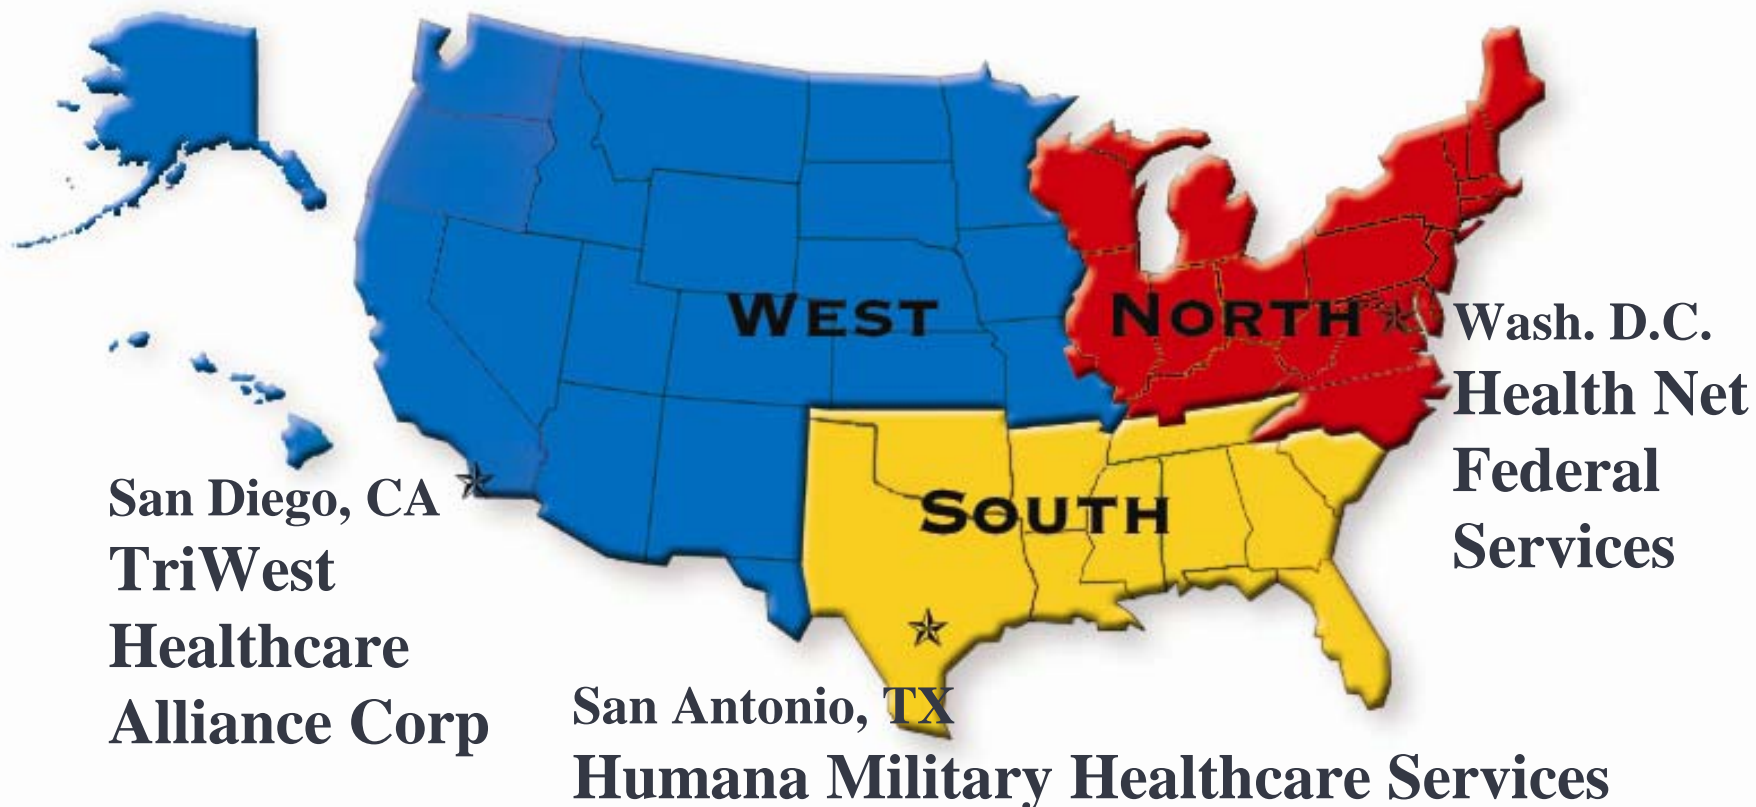 WEST
NORTH
SOUTH
Wash. D.C.
Health Net
Federal
Services
San Diego, CA
TriWest
Healthcare
Alliance Corp
San Antonio, TX
Humana Military Healthcare Services